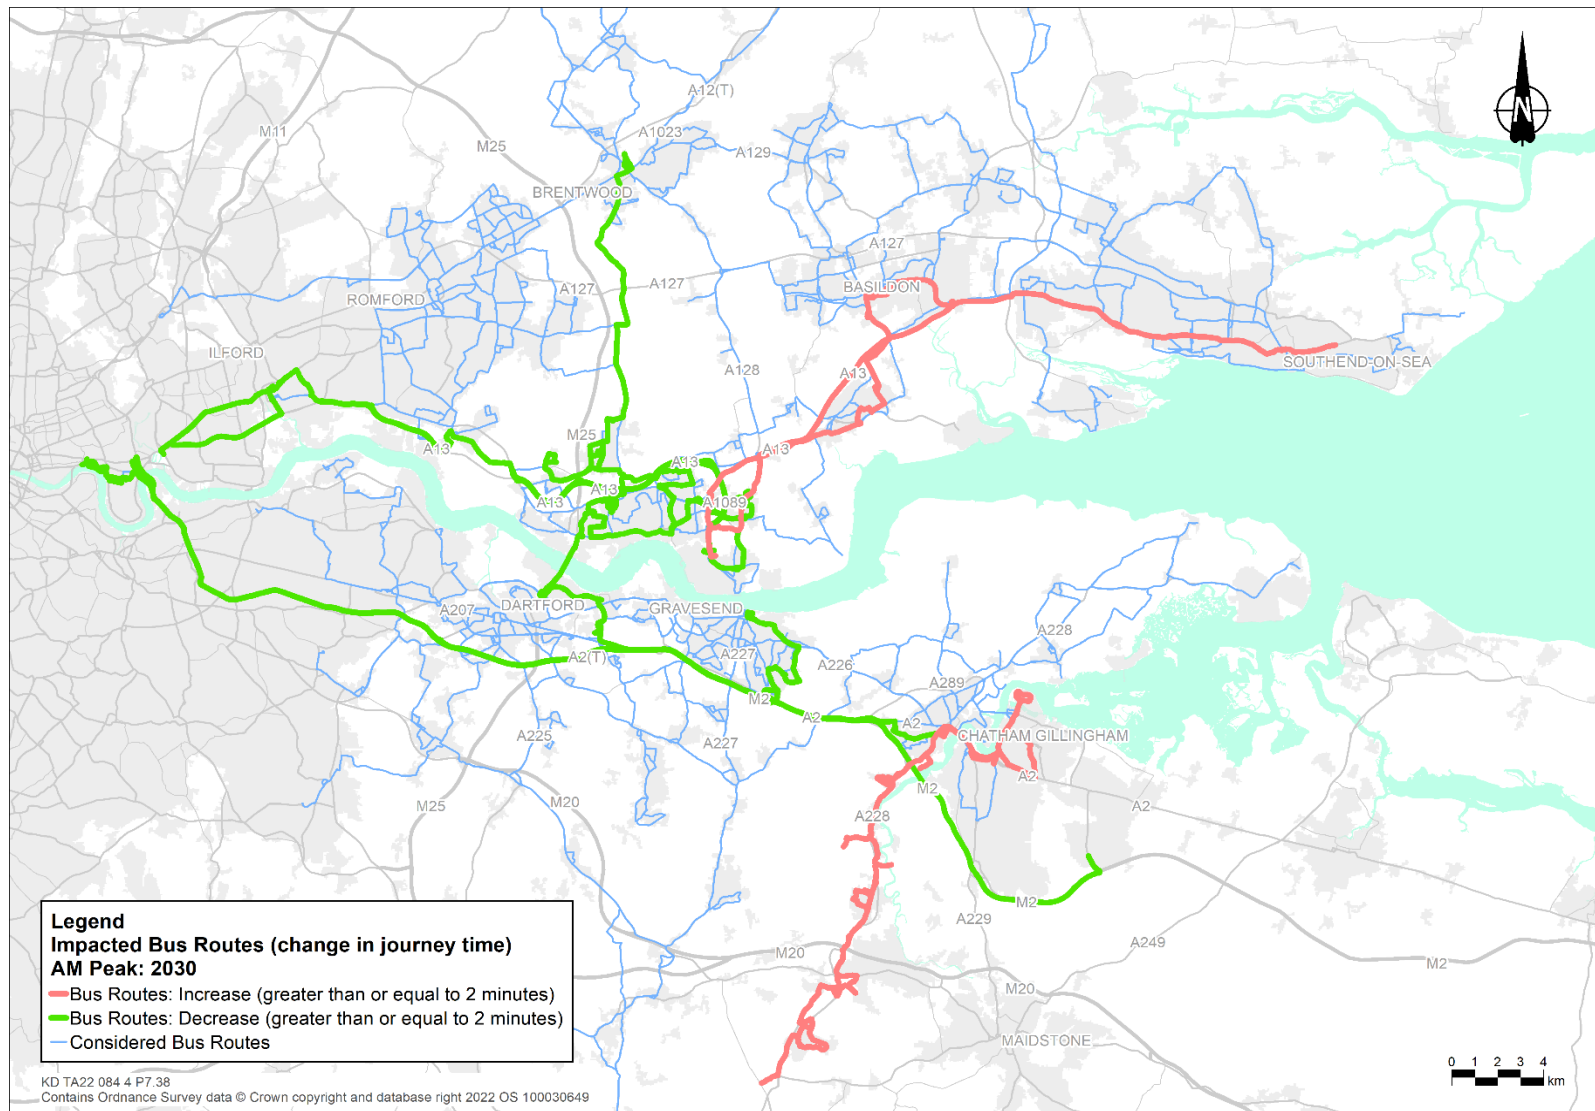 A12(T)
M11
A1023
M25
A129
BRENTWOOD
N
A127
A127
A127
BASILDON
ROMFORD
ILFORD
A128
A13
SOUTHEND-ON-SEA
M25
A13
A13
A13
A13
A13
A1089
A207
DARTFORD
GRAVESEND
A228
A227
A2(T)
A226
A289
M2
A2
A2
CHATHAM GILLINGHAM
A225
A227
A2
M2
A2
M25
M20
A228
M2
A229
A249
M20
M2
M20
MAIDSTONE
Legend
Impacted Bus Routes (change in journey time)
AM Peak: 2030
Bus Routes: Increase (greater than or equal to 2 minutes)
Bus Routes: Decrease (greater than or equal to 2 minutes)
Considered Bus Routes
0 1 2 3 4
km
KD TA22 084 4 P7.38
Contains Ordnance Survey data © Crown copyright and database right 2022 OS 100030649